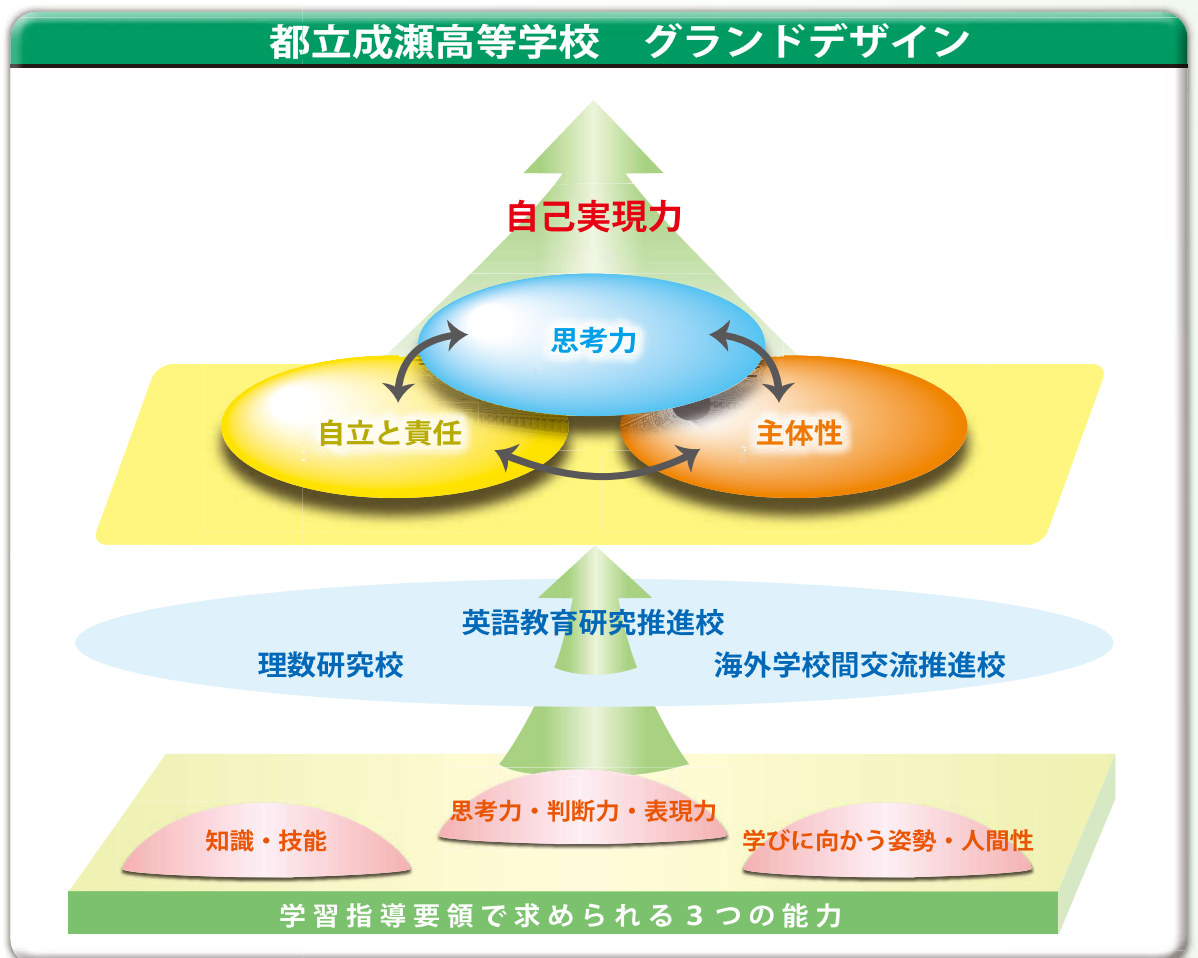 都立成瀬高等学校　グランドデザイン
自己実現力
思考力
自立と責任
主体性
英語教育研究推進校
理数研究校
海外学校間交流推進校
思考力・判断力・表現力
知識・技能
学びに向かう姿勢・人間性
学習指導要領で求められる３つの能力